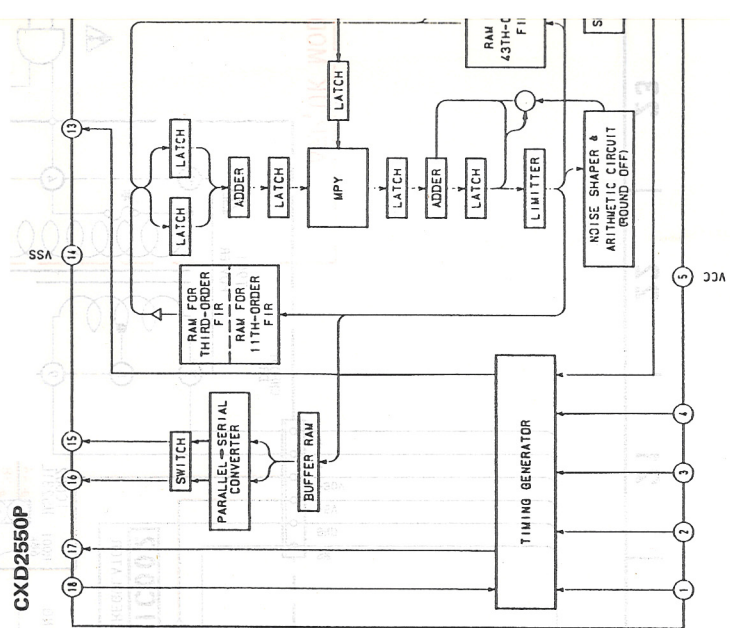 CXD2550P
18
17
16
15
14
VSS
13
SWITCH
PARALLEL⇒SERIAL
CONVERTER
BUFFER RAM
TIMING GENERATOR
RAM FOR
THIRD-ORDER
FIR
RAM FOR
11TH-ORDER
FIR
LATCH
LATCH
ADDER
LATCH
MPY
LATCH
LATCH
ADDER
LATCH
LIMITTER
NOISE SHAPER &
ARITHMETIC CIRCUIT
(ROUND OFF)
RAM
43TH-O
FI
S
1
2
3
4
5
VCC